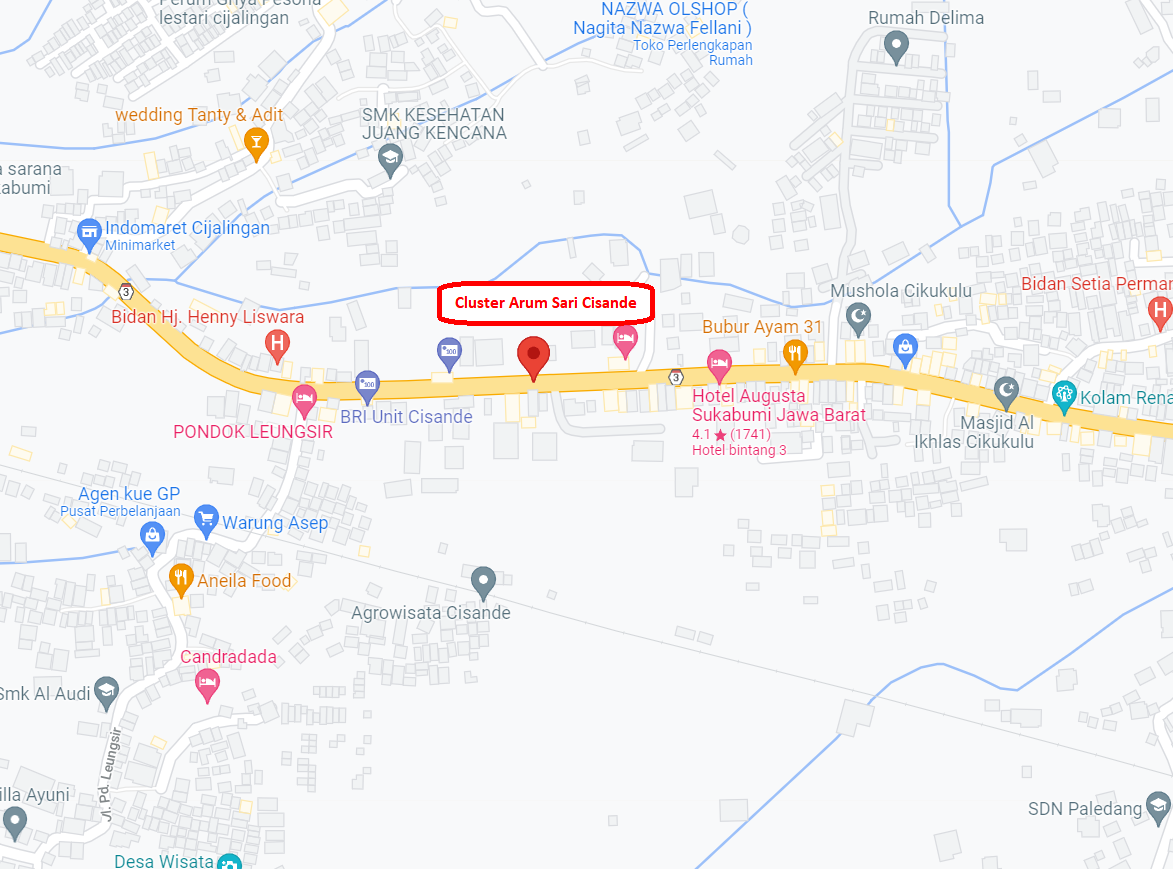 Perum Griya Pesona
lestari cijalingan
NAZWA OLSHOP (
Nagita Nazwa Fellani )
Toko Perlengkapan
Rumah
Rumah Delima
wedding Tanty & Adit
SMK KESEHATAN
JUANG KENCANA
a sarana
kabumi
Indomaret Cijalingan
Minimarket
3
Bidan Hj. Henny Liswara
H
Cluster Arum Sari Cisande
Mushola Cikukulu
Bidan Setia Perman
H
Bubur Ayam 31
3
BRI Unit Cisande
PONDOK LEUNGSIR
Hotel Augusta
Sukabumi Jawa Barat
4.1 ★ (1741)
Hotel bintang 3
Kolam Rena
Masjid Al
Ikhlas Cikukulu
Agen kue GP
Pusat Perbelanjaan
Warung Asep
Aneila Food
Agrowisata Cisande
Candradada
Smk Al Audi
Jl. Pd. Leungsir
illa Ayuni
SDN Paledang
Desa Wisata